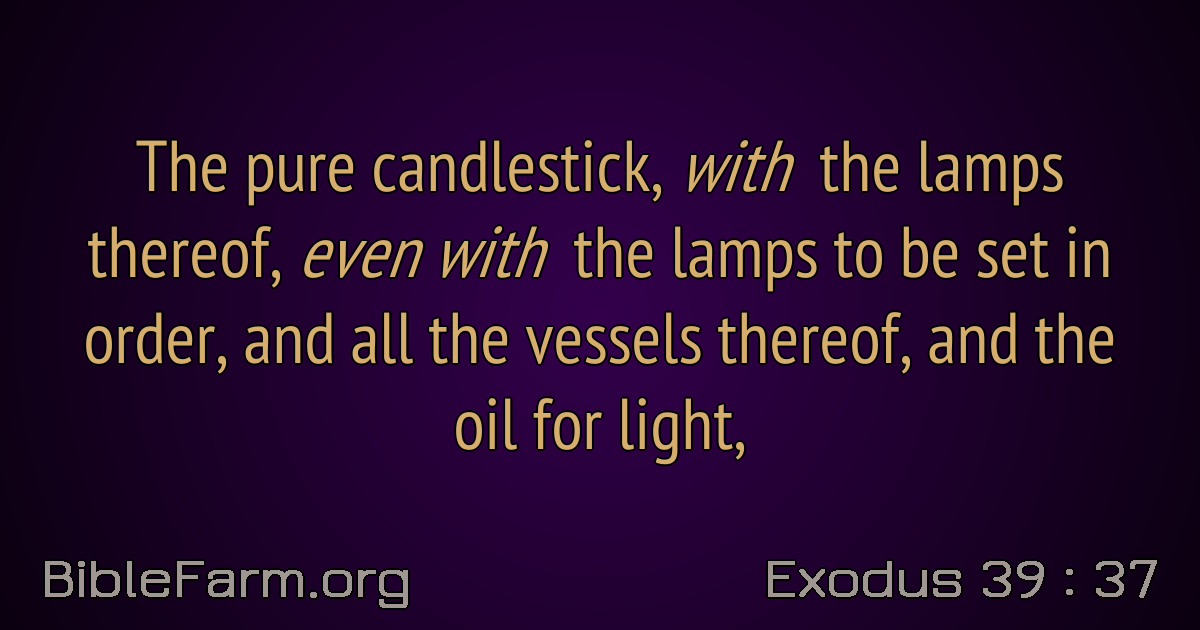 The pure candlestick, with the lamps
thereof, even with the lamps to be set in
order, and all the vessels thereof, and the
oil for light,
BibleFarm.org
Exodus 39 : 37